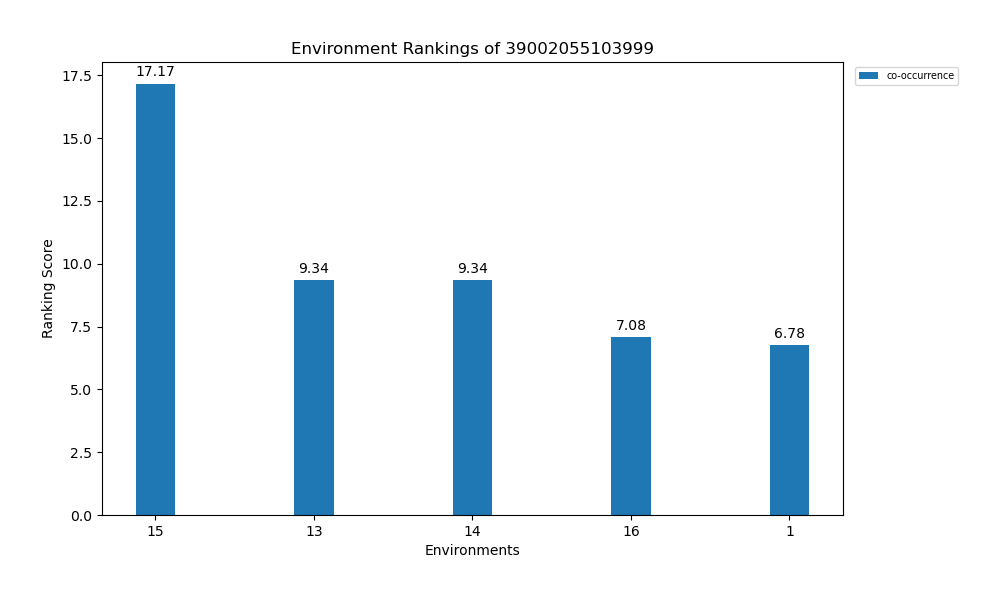 Environment Rankings of 39002055103999
co-occurrence
17.17
9.34
9.34
7.08
6.78
17.5
15.0
12.5
10.0
7.5
5.0
2.5
0.0
Ranking Score
15 13 14 16 1
Environments